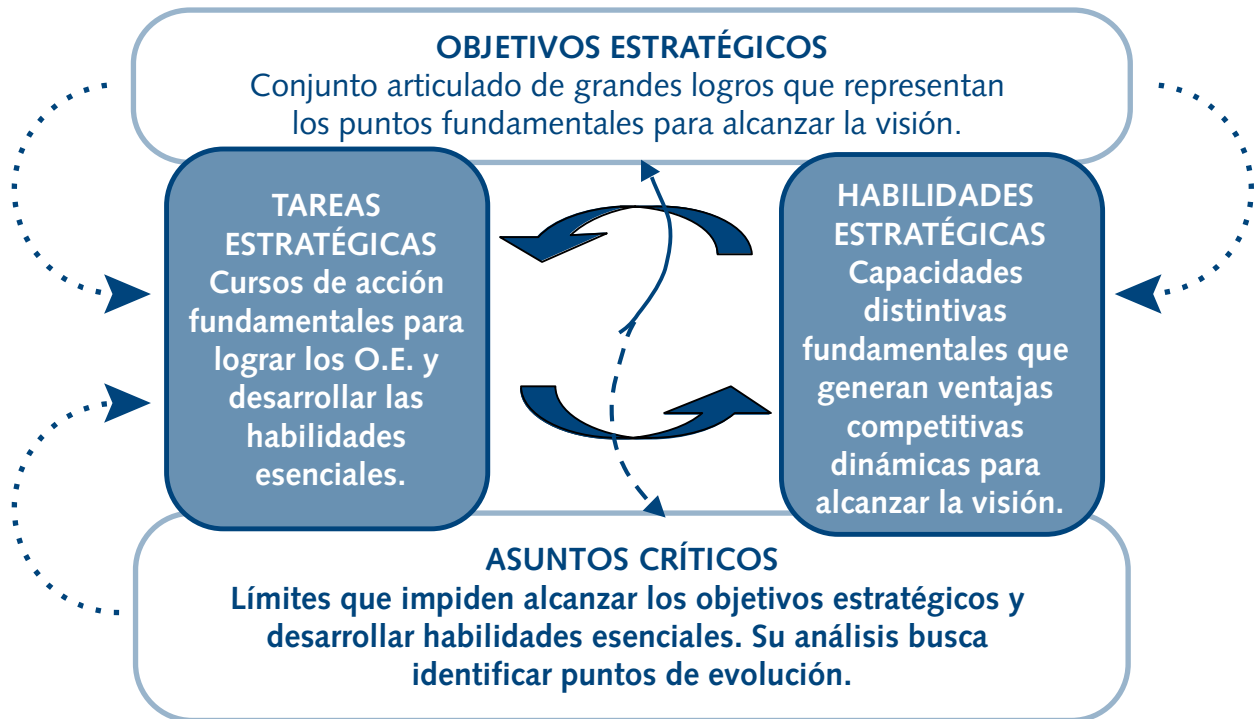 OBJETIVOS ESTRATÉGICOS
Conjunto articulado de grandes logros que representan
los puntos fundamentales para alcanzar la visión.
TAREAS
ESTRATÉGICAS
Cursos de acción
fundamentales para
lograr los O.E. y
desarrollar las
habilidades
esenciales.
HABILIDADES
ESTRATÉGICAS
Capacidades
distintivas
fundamentales que
generan ventajas
competitivas
dinámicas para
alcanzar la visión.
ASUNTOS CRÍTICOS
Límites que impiden alcanzar los objetivos estratégicos y
desarrollar habilidades esenciales. Su análisis busca
identificar puntos de evolución.